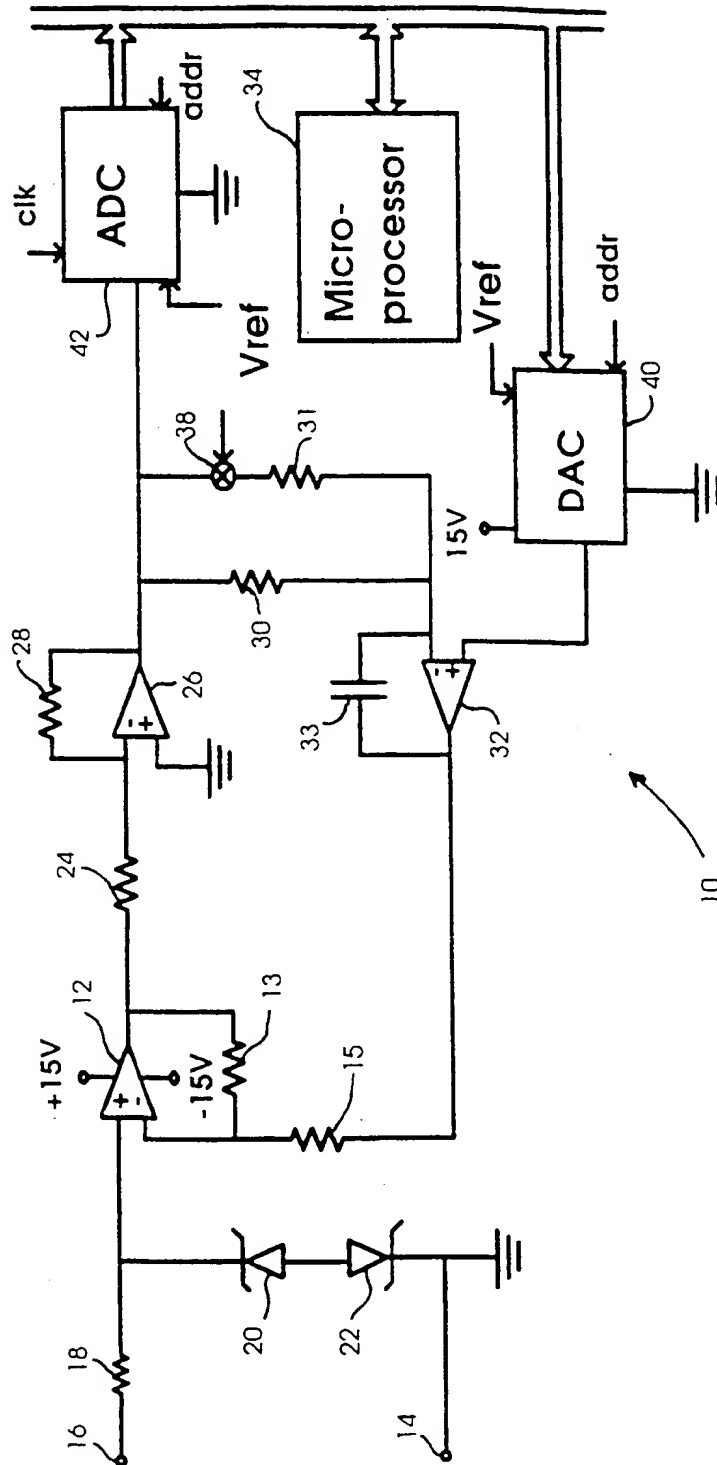 16
18
20
22
14
+15V
12
-15V
13
15
24
28
26
33
32
30
38
31
15V
Vref
42
clk
ADC
addr
34
Micro-
processor
Vref
DAC
40
addr
10